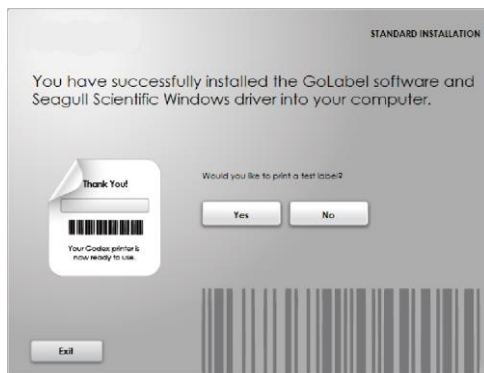 STANDARD INSTALLATION
You have successfully installed the GoLabel software and
Seagull Scientific Windows driver into your computer.
Thank You!
Your Godex printer is
now ready to use.
Would you like to print a test label?
Yes
No
Exit